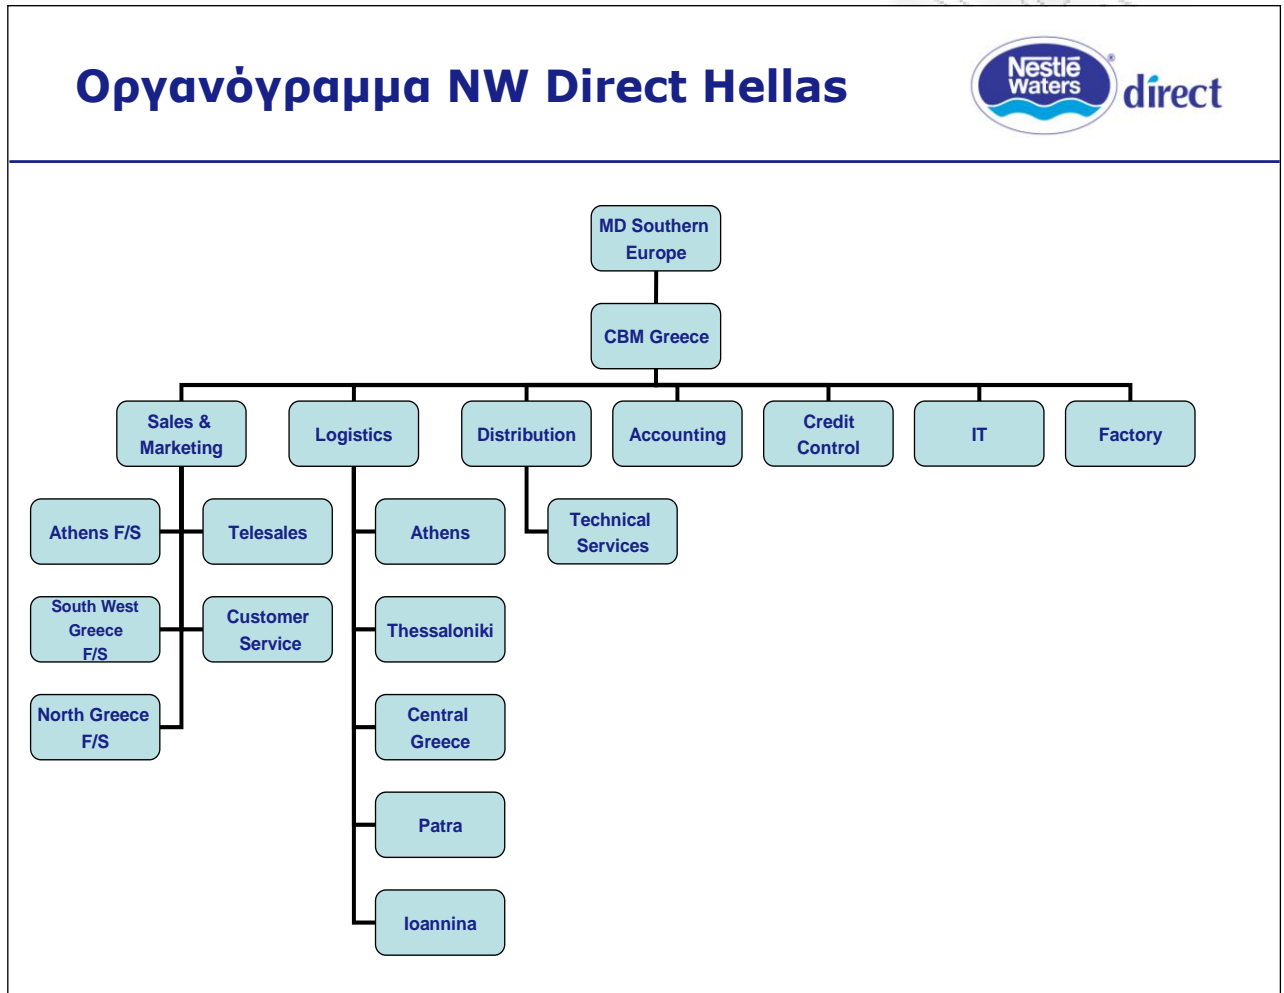 Οργανόγραμμα NW Direct Hellas
Nestlē
Waters
®
direct
MD Southern
Europe
CBM Greece
Sales &
Marketing
Logistics
Distribution
Accounting
Credit
Control
IT
Factory
Athens F/S
Telesales
Athens
Technical
Services
South West
Greece
F/S
Customer
Service
Thessaloniki
North Greece
F/S
Central
Greece
Patra
Ioannina